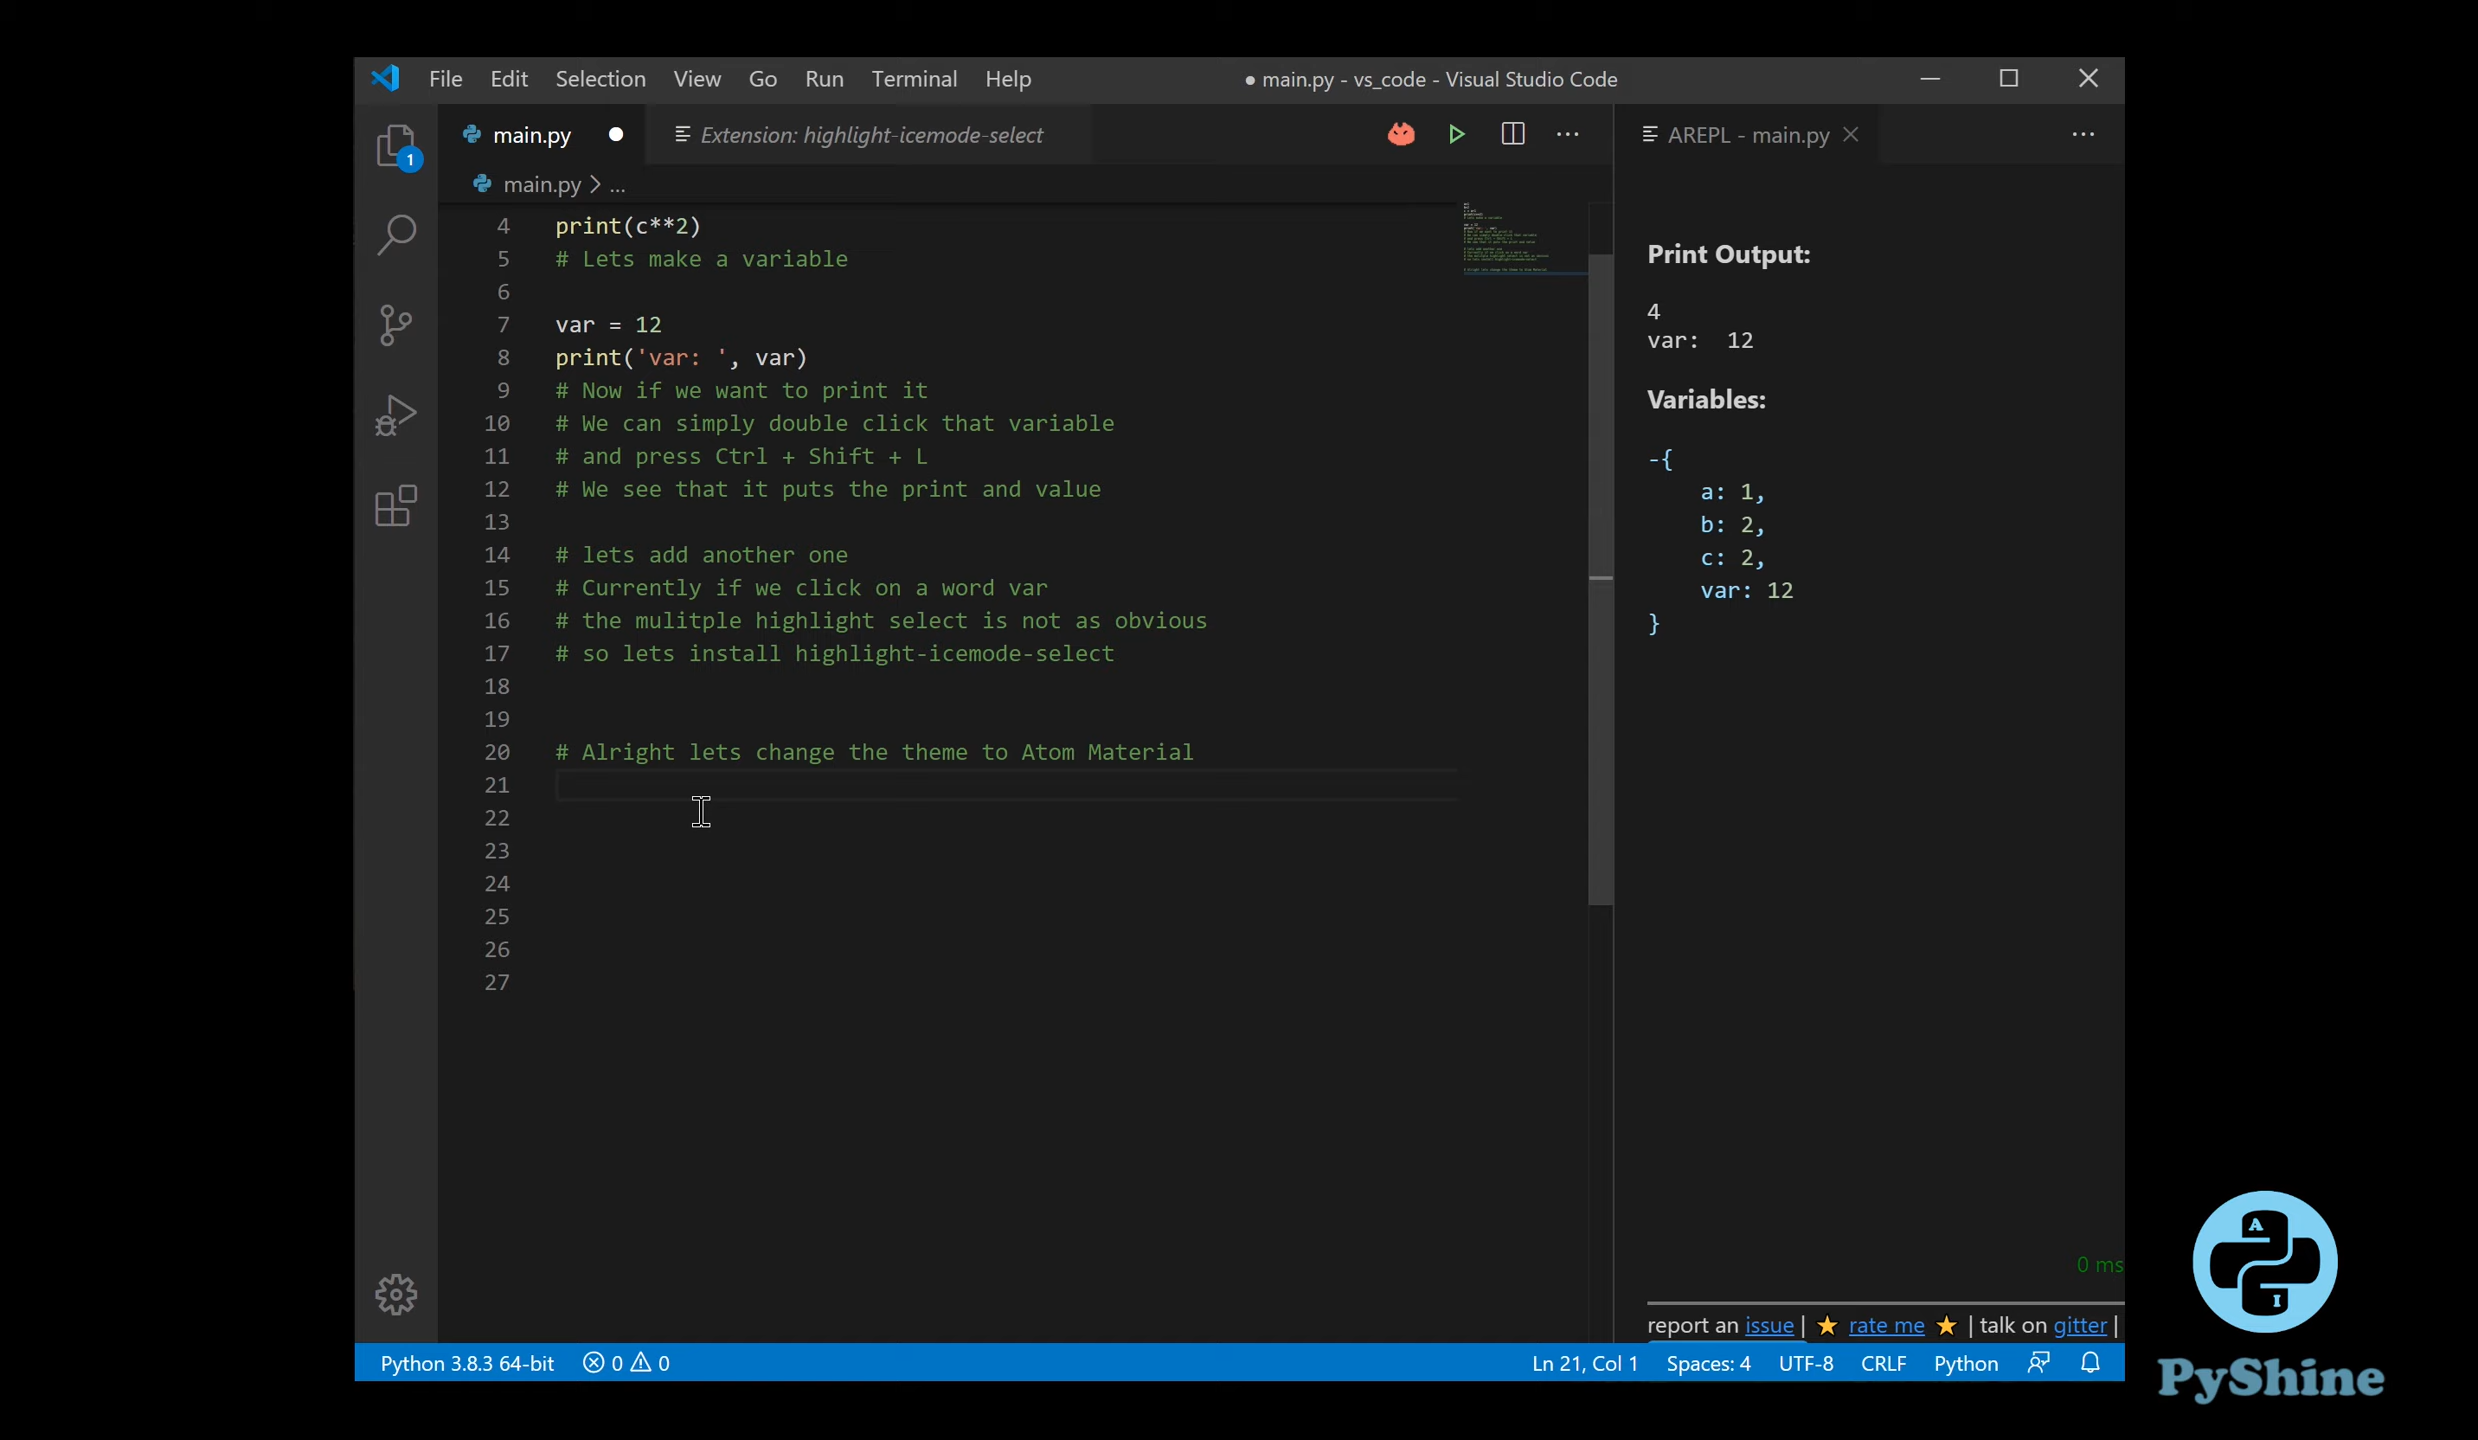 File Edit Selection View Go Run Terminal Help
● main.py - vs_code - Visual Studio Code
1
main.py
Extension: highlight-icemode-select
AREPL - main.py
main.py > ...
4 print(c**2)
5 # Lets make a variable
6
7 var = 12
8 print('var: ', var)
9 # Now if we want to print it
10 # We can simply double click that variable
11 # and press Ctrl + Shift + L
12 # We see that it puts the print and value
13
14 # lets add another one
15 # Currently if we click on a word var
16 # the mulitple highlight select is not as obvious
17 # so lets install highlight-icemode-select
18
19
20 # Alright lets change the theme to Atom Material
21
22
23
24
25
26
27
Print Output:
4
var:  12
Variables:
-{
a: 1,
b: 2,
c: 2,
var: 12
}
0 ms
report an issue | ⭐ rate me ⭐ | talk on gitter |
Python 3.8.3 64-bit 0 0
Ln 21, Col 1 Spaces: 4 UTF-8 CRLF Python
A
I
PyShine